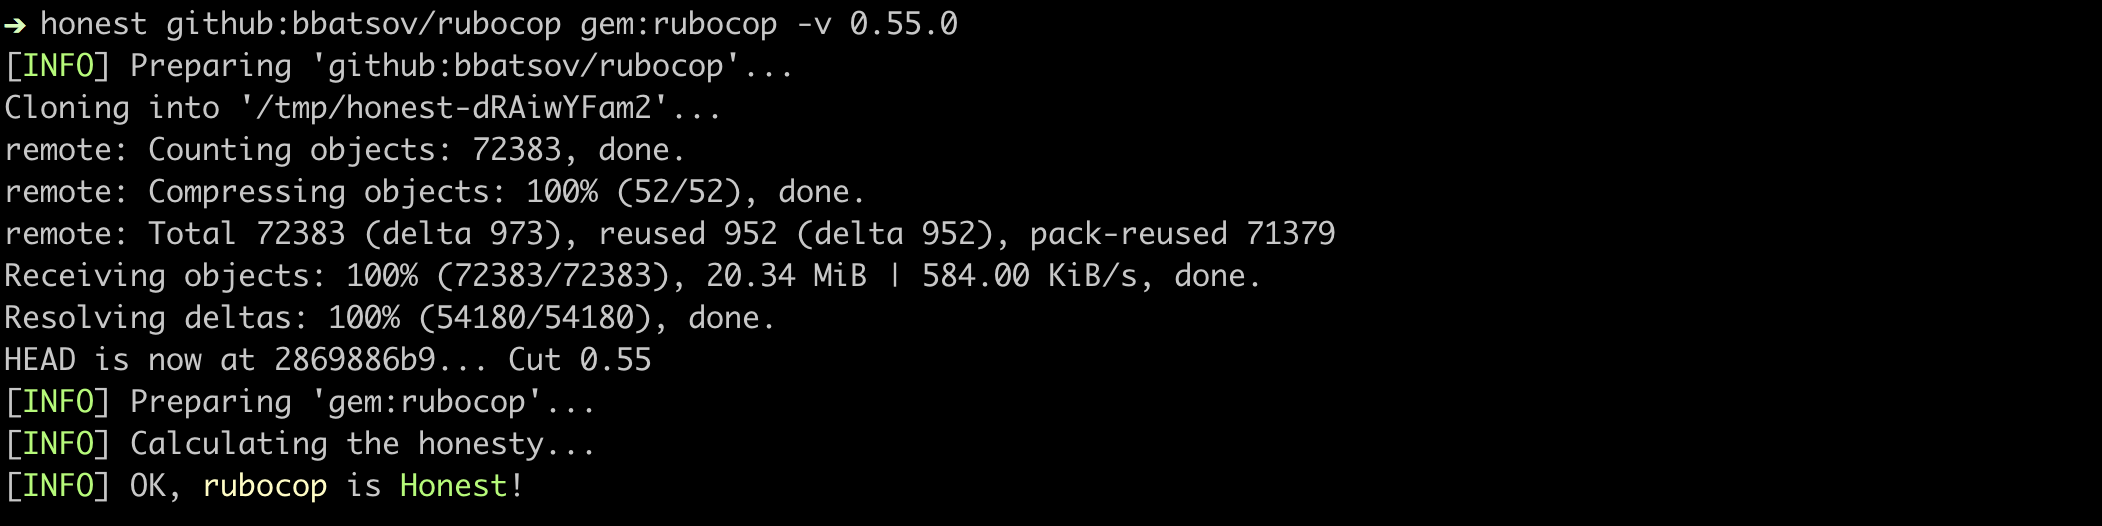 ➔ honest github:bbatsov/rubocop gem:rubocop -v 0.55.0
[INFO] Preparing 'github:bbatsov/rubocop'...
Cloning into '/tmp/honest-dRAiwYFam2'...
remote: Counting objects: 72383, done.
remote: Compressing objects: 100% (52/52), done.
remote: Total 72383 (delta 973), reused 952 (delta 952), pack-reused 71379
Receiving objects: 100% (72383/72383), 20.34 MiB | 584.00 KiB/s, done.
Resolving deltas: 100% (54180/54180), done.
HEAD is now at 2869886b9... Cut 0.55
[INFO] Preparing 'gem:rubocop'...
[INFO] Calculating the honesty...
[INFO] OK, rubocop is Honest!